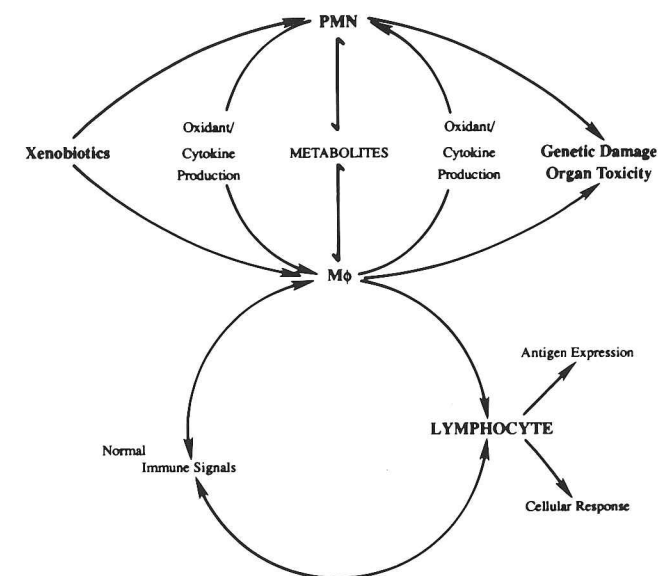 PMN
Oxidant/
Cytokine
Production
Oxidant/
Cytokine
Production
Xenobiotics
METABOLITES
Genetic Damage
Organ Toxicity
Mϕ
Antigen Expression
LYMPHOCYTE
Normal
Immune Signals
Cellular Response